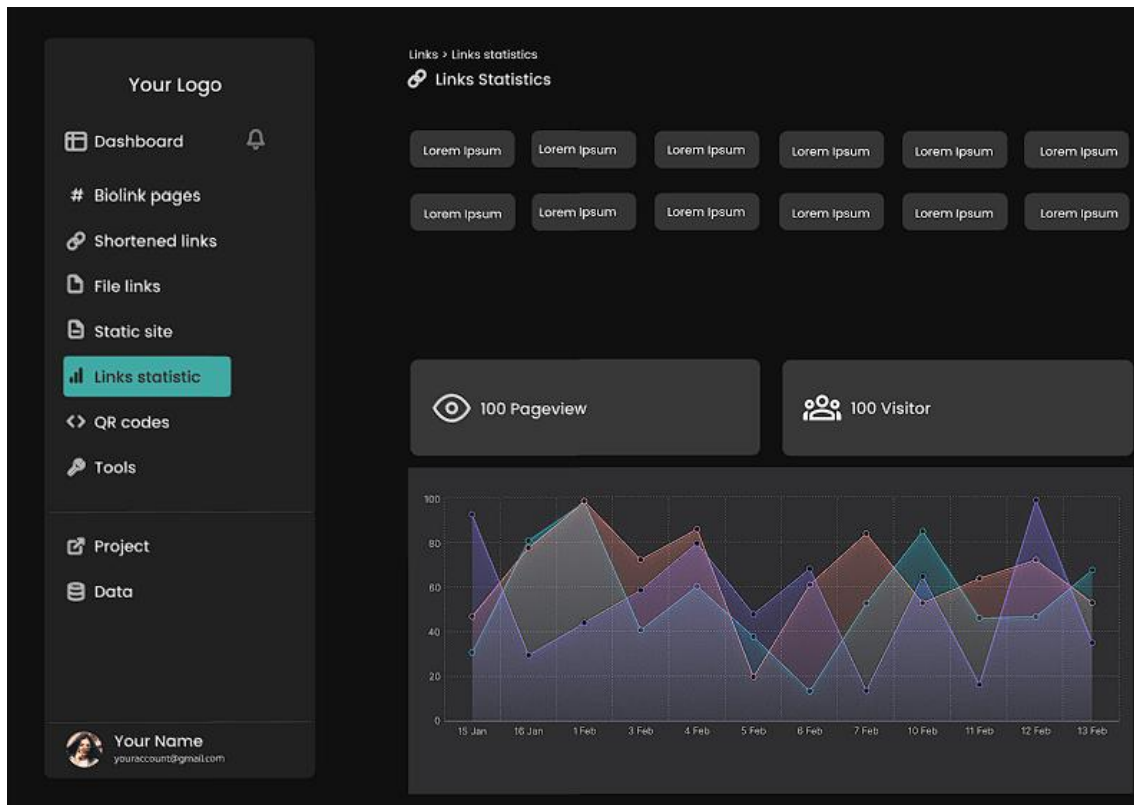 Your Logo
Dashboard
# Biolink pages
Shortened links
File links
Static site
Links statistic
QR codes
Tools
Project
Data
Your Name
youraccount@gmail.com
Links > Links statistics
Links Statistics
Lorem Ipsum Lorem Ipsum Lorem Ipsum Lorem Ipsum Lorem Ipsum Lorem Ipsum
Lorem Ipsum Lorem Ipsum Lorem Ipsum Lorem Ipsum Lorem Ipsum Lorem Ipsum
100 Pageview
100 Visitor
100
80
60
40
20
0
15 Jan 16 Jan 1 Feb 3 Feb 4 Feb 5 Feb 6 Feb 7 Feb 10 Feb 11 Feb 12 Feb 13 Feb